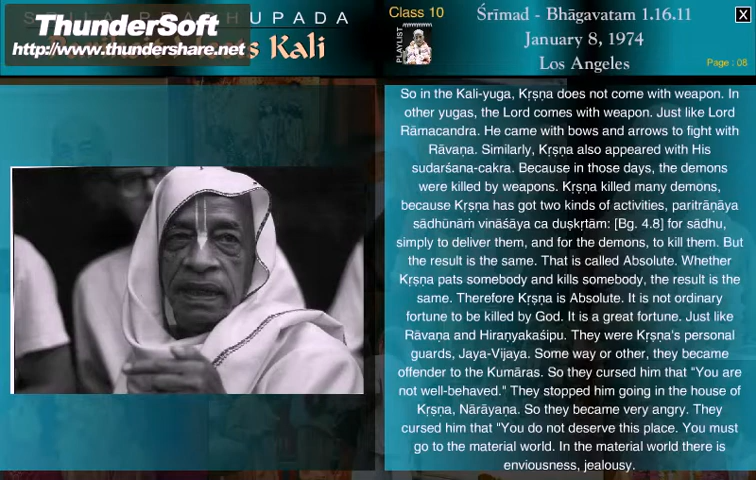 ThunderSoft
http://www.thundershare.net
HUPADA
Kali
Class 10
PLAYLIST
Śrīmad - Bhāgavatam 1.16.11
January 8, 1974
Los Angeles
X
Page : 08
So in the Kali-yuga, Kṛṣṇa does not come with weapon. In
other yugas, the Lord comes with weapon. Just like Lord
Rāmacandra. He came with bows and arrows to fight with
Rāvaṇa. Similarly, Kṛṣṇa also appeared with His
sudarśana-cakra. Because in those days, the demons
were killed by weapons. Kṛṣṇa killed many demons,
because Kṛṣṇa has got two kinds of activities, paritrāṇāya
sādhūnāṁ vināśāya ca duṣkṛtām: [Bg. 4.8] for sādhu,
simply to deliver them, and for the demons, to kill them. But
the result is the same. That is called Absolute. Whether
Kṛṣṇa pats somebody and kills somebody, the result is the
same. Therefore Kṛṣṇa is Absolute. It is not ordinary
fortune to be killed by God. It is a great fortune. Just like
Rāvaṇa and Hiraṇyakaśipu. They were Kṛṣṇa's personal
guards, Jaya-Vijaya. Some way or other, they became
offender to the Kumāras. So they cursed him that "You are
not well-behaved." They stopped him going in the house of
Kṛṣṇa, Nārāyaṇa. So they became very angry. They
cursed him that "You do not deserve this place. You must
go to the material world. In the material world there is
enviousness, jealousy.